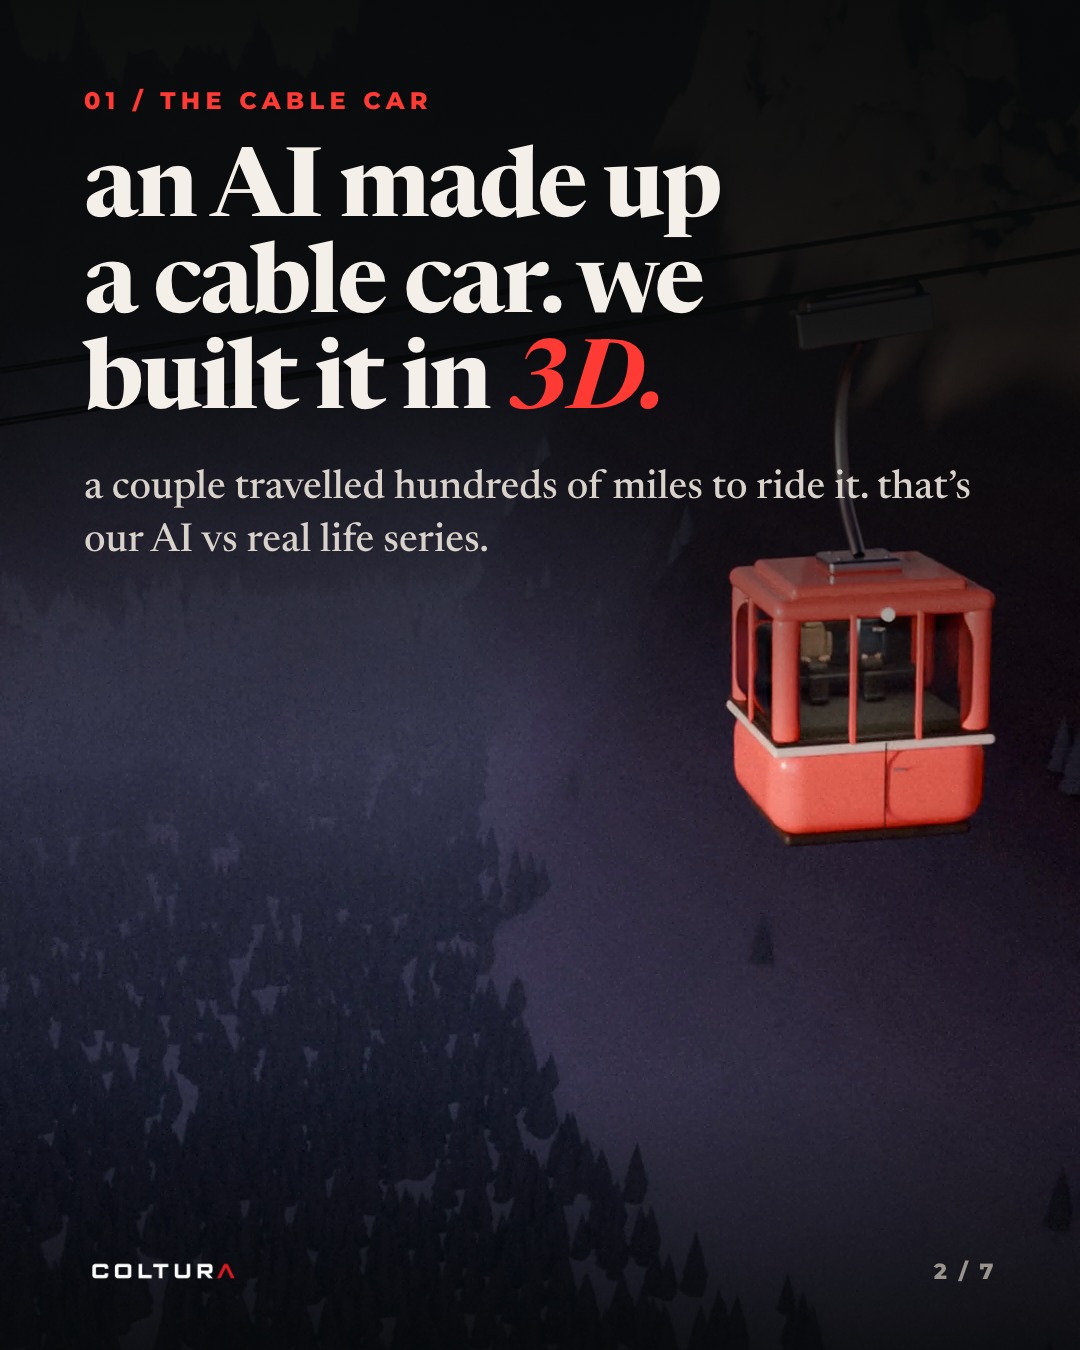 01 / THE CABLE CAR
an AI made up
a cable car. we
built it in 3D.
a couple travelled hundreds of miles to ride it. that’s
our AI vs real life series.
COLTURA
2 / 7